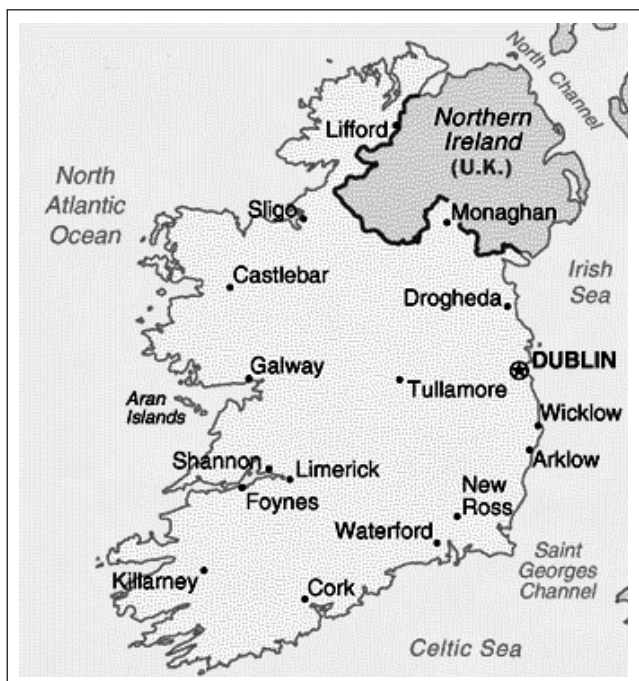 North Channel
Northern
Ireland
(U.K.)
Lifford
North
Atlantic
Ocean
Sligo
Monaghan
Castlebar
Irish
Sea
Drogheda
Galway
DUBLIN
Tullamore
Aran
Islands
Wicklow
Shannon
Limerick
Arklow
Foynes
New
Ross
Waterford
Saint
Georges
Channel
Killarney
Cork
Celtic Sea